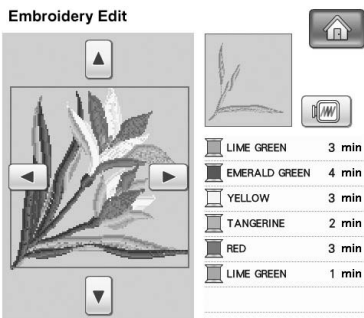 Embroidery Edit
LIME GREEN 3 min
EMERALD GREEN 4 min
YELLOW 3 min
TANGERINE 2 min
RED 3 min
LIME GREEN 1 min